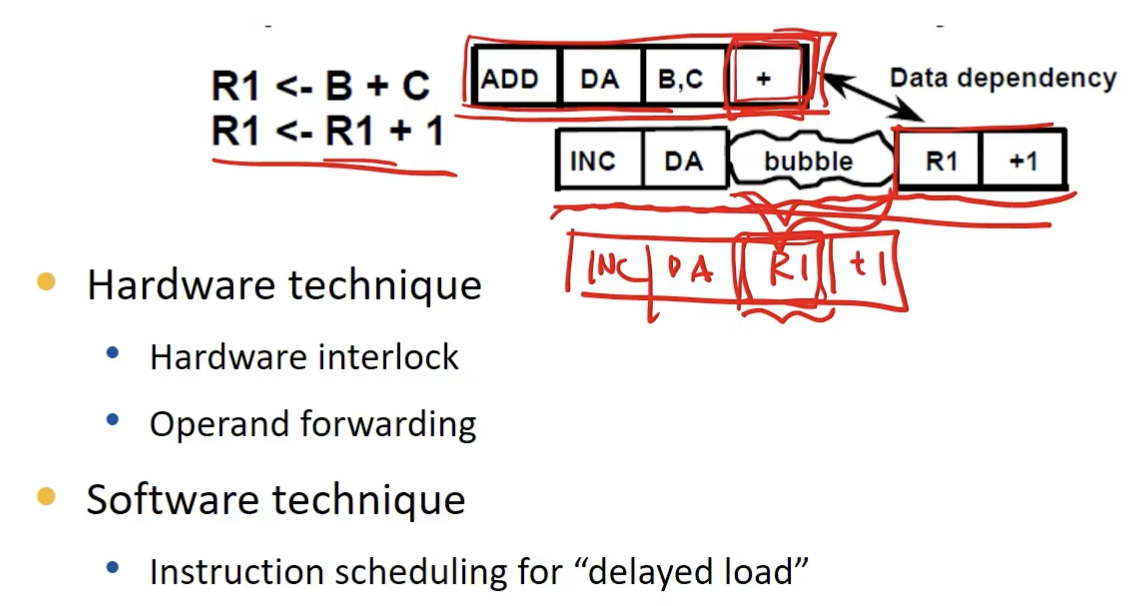 R1 <- B + C
R1 <- R1 + 1
ADD DA B,C +
Data dependency
INC DA bubble R1 +1
INC DA R1 +1
Hardware technique
Hardware interlock
Operand forwarding
Software technique
Instruction scheduling for “delayed load”